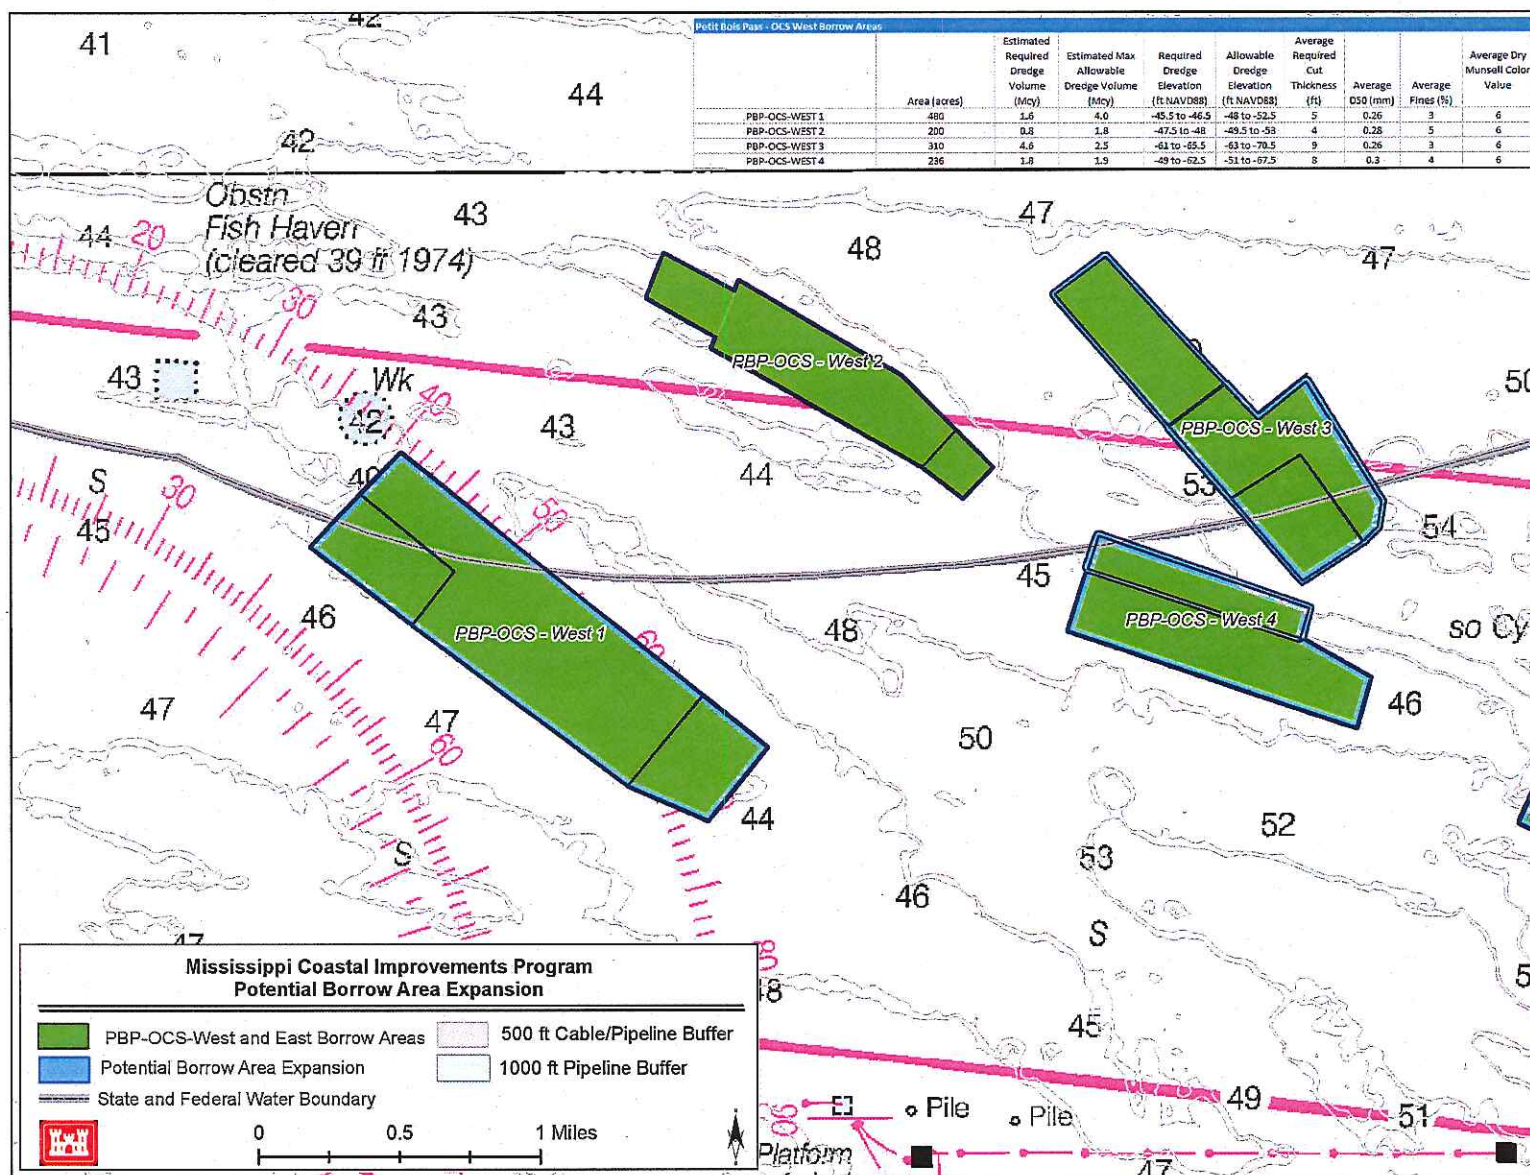 Petit Bois Pass - OCS West Borrow Areas
Area (acres) Estimated Required Dredge Volume (Mcy) Estimated Max Allowable Dredge Volume (Mcy) Required Dredge Elevation (ft NAVD88) Allowable Dredge Elevation (ft NAVD88) Average Required Cut Thickness (ft) Average D50 (mm) Average Fines (%) Average Dry Munsell Color Value
PBP-OCS-WEST 1 480 1.6 4.0 -45.5 to -46.5 -48 to -52.5 5 0.26 3 6
PBP-OCS-WEST 2 200 0.8 1.8 -47.5 to -48 -49.5 to -53 4 0.28 5 6
PBP-OCS-WEST 3 310 4.6 2.5 -61 to -65.5 -63 to -70.5 9 0.26 3 6
PBP-OCS-WEST 4 236 1.8 1.9 -49 to -62.5 -51 to -67.5 8 0.3 4 6
42
41
44
42
Obstn
Fish Haven
(cleared 39 ft 1974)
43
47
48
47
44
20
30
43
PBP-OCS - West 2
43
Wk
42
40
43
PBP-OCS - West 3
44
40
53
S
30
45
50
54
45
46
PBP-OCS - West 1
60
48
PBP-OCS - West 4
so
46
47
47
60
50
44
52
S
53
46
S
47
48
45
49
51
Pile
Pile
Platform
47
Mississippi Coastal Improvements Program
Potential Borrow Area Expansion
PBP-OCS-West and East Borrow Areas
500 ft Cable/Pipeline Buffer
Potential Borrow Area Expansion
1000 ft Pipeline Buffer
State and Federal Water Boundary
0 0.5 1 Miles